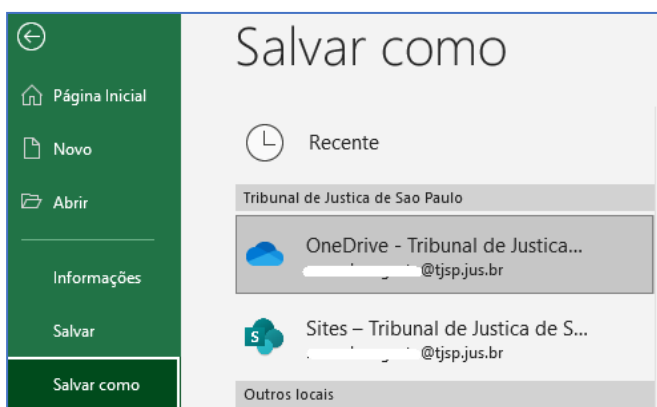 Salvar como
Página Inicial
Recente
Novo
Abrir
Tribunal de Justica de Sao Paulo
OneDrive - Tribunal de Justica...
@tjsp.jus.br
Informações
Salvar
S
Sites – Tribunal de Justica de S...
@tjsp.jus.br
Salvar como
Outros locais